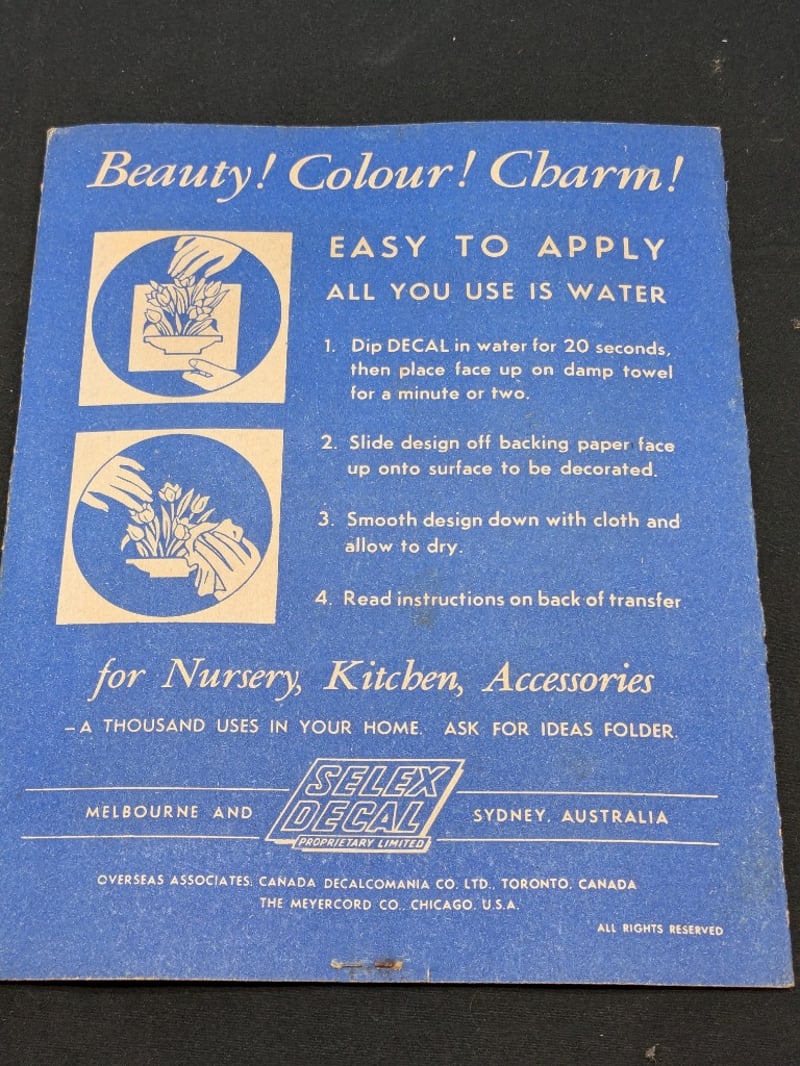 Beauty! Colour! Charm!
EASY TO APPLY
ALL YOU USE IS WATER
1. Dip DECAL in water for 20 seconds,
then place face up on damp towel
for a minute or two.
2. Slide design off backing paper face
up onto surface to be decorated.
3. Smooth design down with cloth and
allow to dry.
4. Read instructions on back of transfer
for Nursery, Kitchen, Accessories
–A THOUSAND USES IN YOUR HOME. ASK FOR IDEAS FOLDER.
SELEX
DECAL
PROPRIETARY LIMITED
MELBOURNE AND SYDNEY, AUSTRALIA
OVERSEAS ASSOCIATES: CANADA DECALCOMANIA CO. LTD., TORONTO, CANADA
THE MEYERCORD CO., CHICAGO, U.S.A.
ALL RIGHTS RESERVED